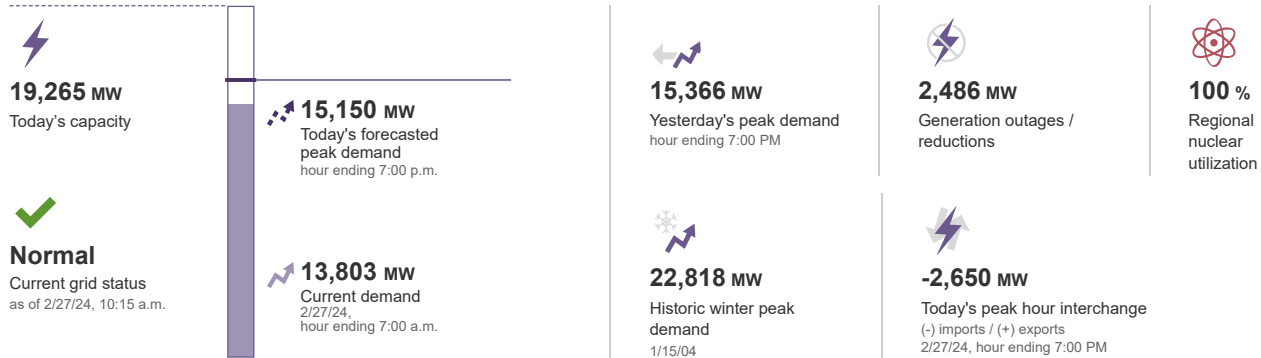 19,265 MW
Today's capacity
Normal
Current grid status
as of 2/27/24, 10:15 a.m.
15,150 MW
Today's forecasted
peak demand
hour ending 7:00 p.m.
13,803 MW
Current demand
2/27/24,
hour ending 7:00 a.m.
15,366 MW
Yesterday's peak demand
hour ending 7:00 PM
2,486 MW
Generation outages /
reductions
100 %
Regional
nuclear
utilization
22,818 MW
Historic winter peak
demand
1/15/04
-2,650 MW
Today's peak hour interchange
(-) imports / (+) exports
2/27/24, hour ending 7:00 PM